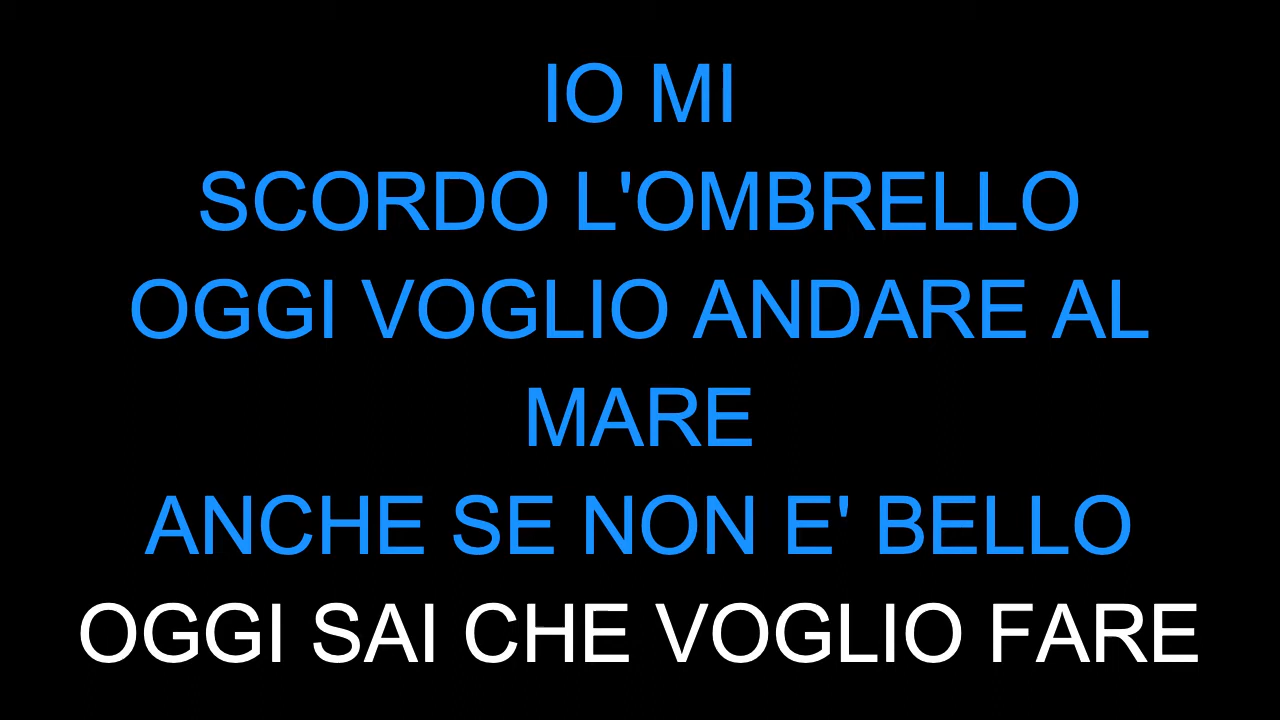 IO MI
SCORDO L'OMBRELLO
OGGI VOGLIO ANDARE AL
MARE
ANCHE SE NON E' BELLO
OGGI SAI CHE VOGLIO FARE